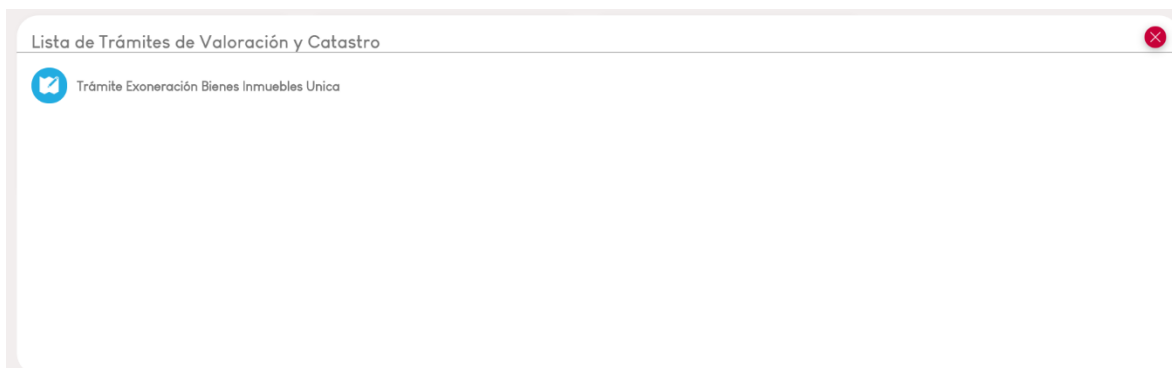 Lista de Trámites de Valoración y Catastro
Trámite Exoneración Bienes Inmuebles Unica